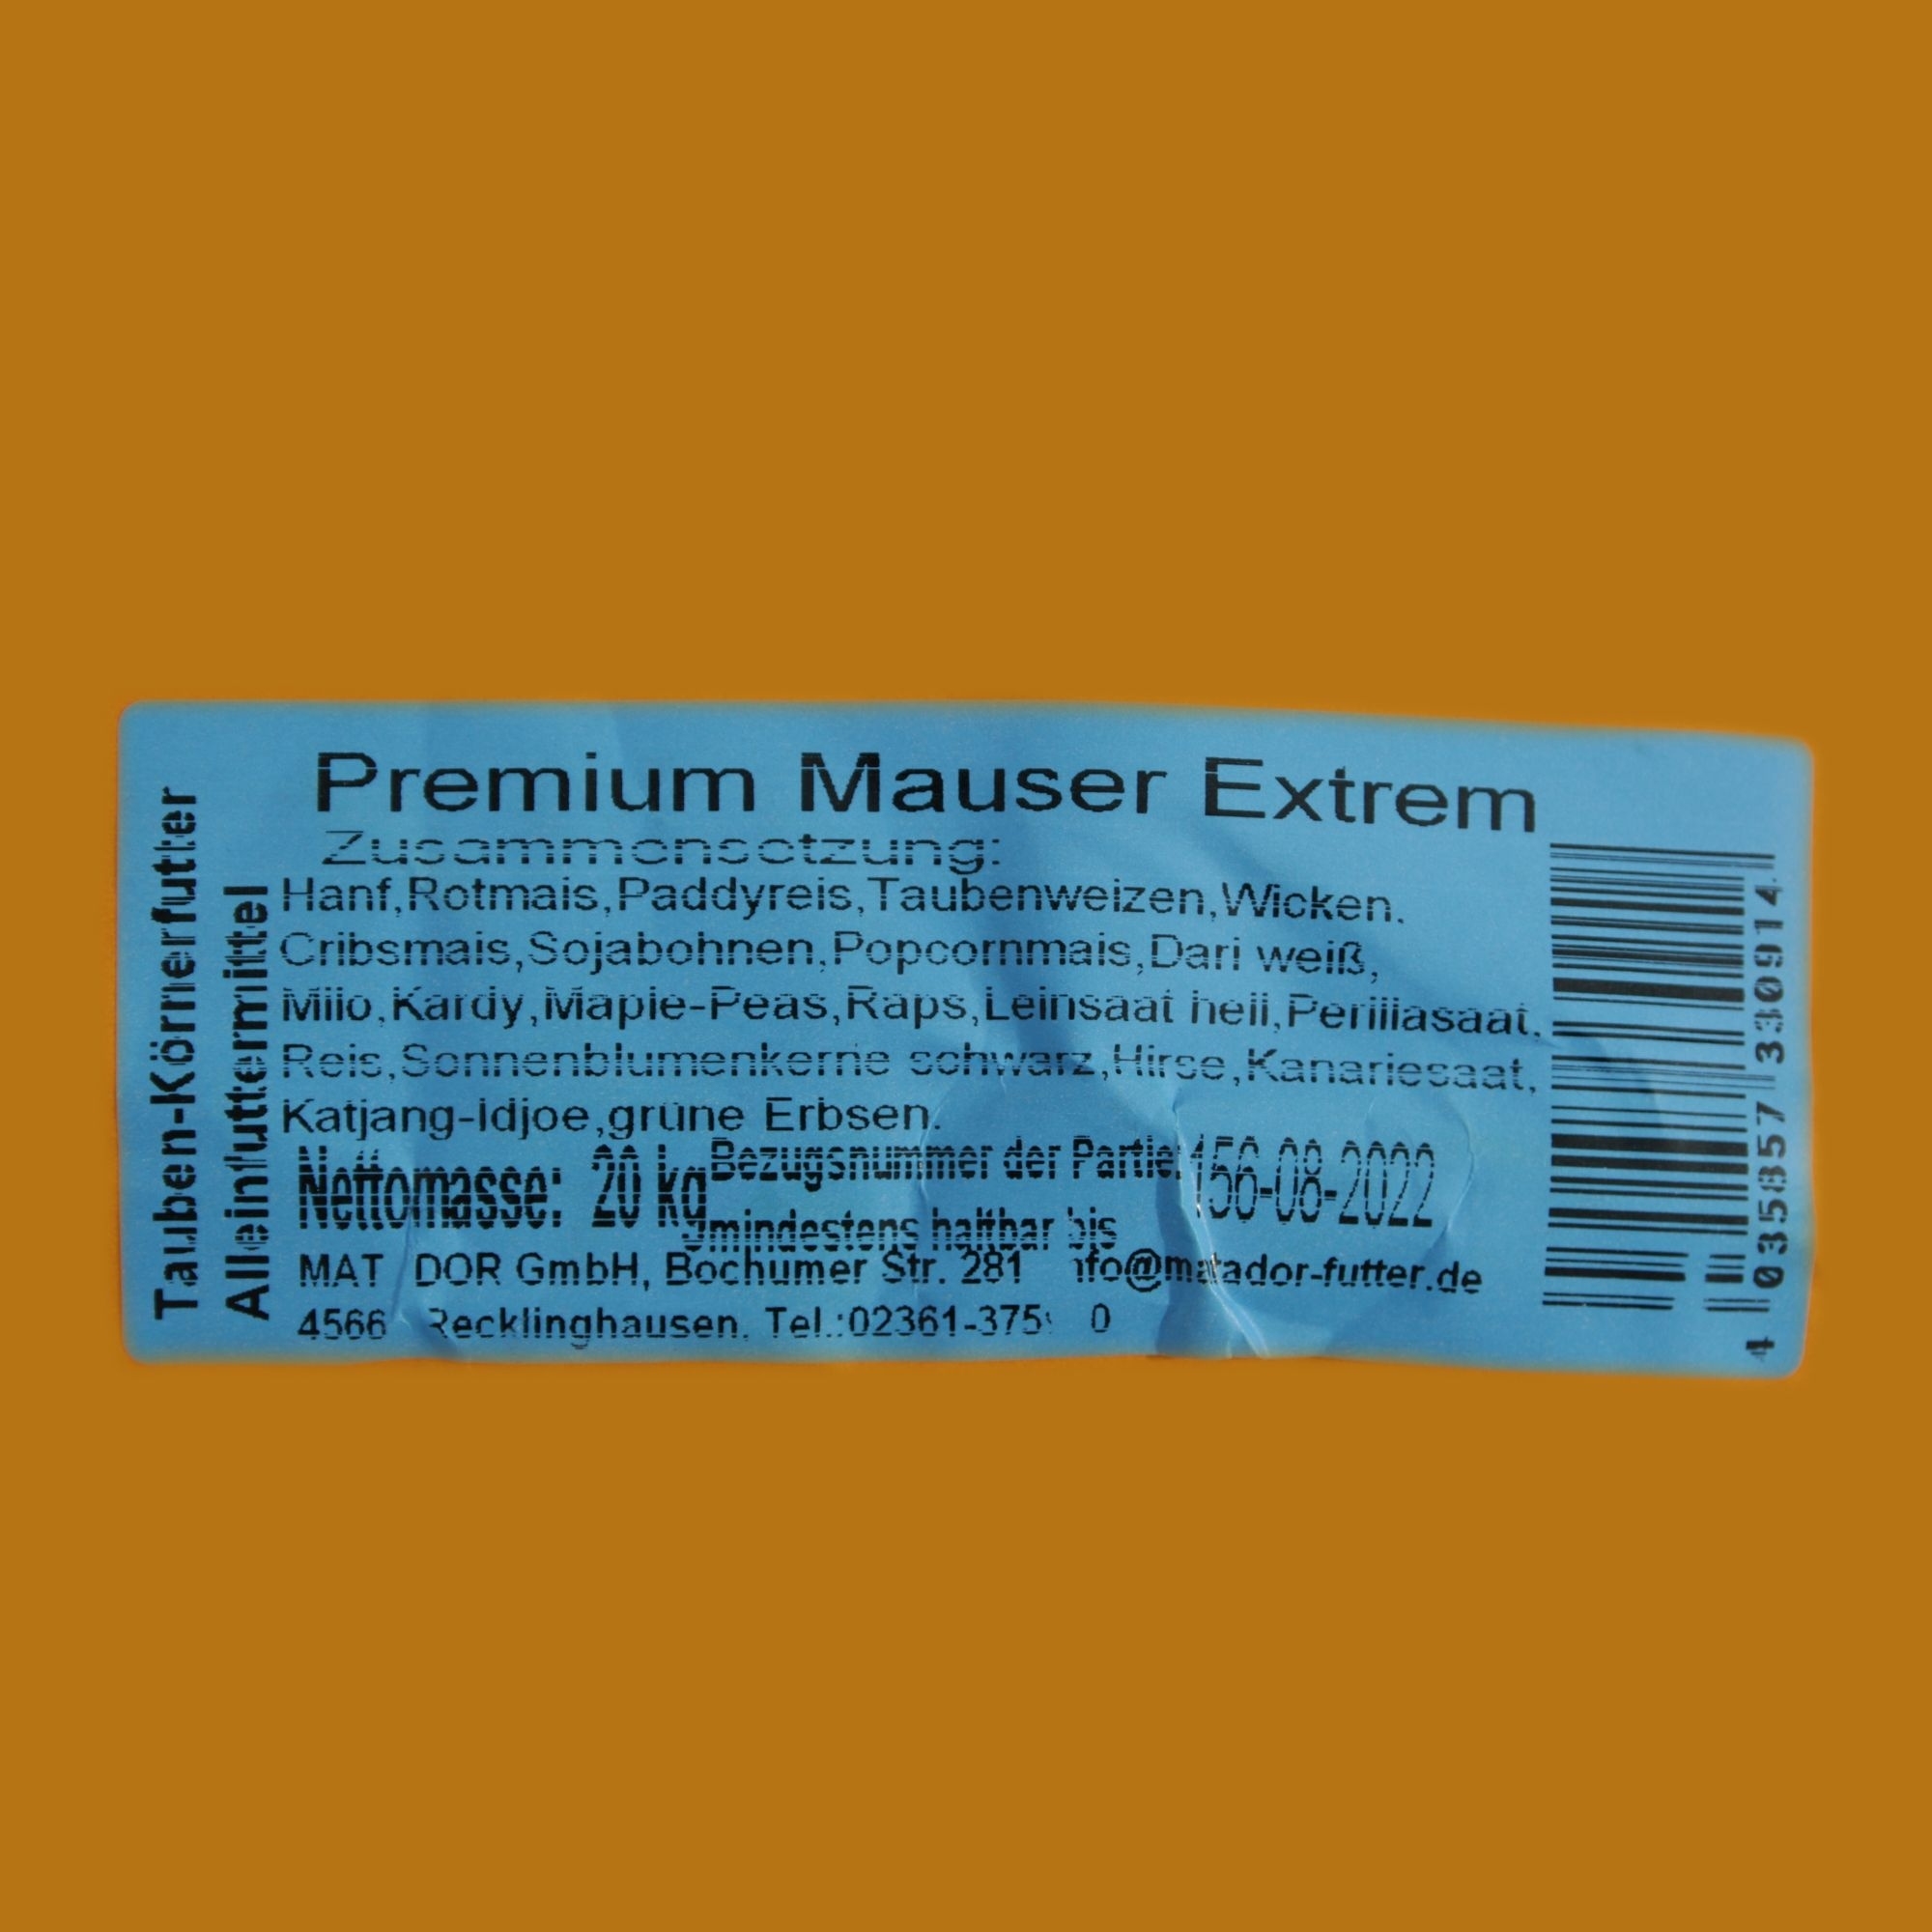 Tauben-Körnerfutter
Alleinfuttermittel
Premium Mauser Extrem
Zusammensetzung:
Hanf,Rotmais,Paddyreis,Taubenweizen,Wicken.
Cribsmais,Sojabohnen,Popcornmais,Dari weiß,
Milo,Kardy,Maple-Peas,Raps,Leinsaat hell,Perillasaat,
Reis,Sonnenblumenkerne schwarz,Hirse,Kanariesaat,
Katjang-Idjoe,grüne Erbsen.
Nettomasse: 20 kg
Bezugsnummer der Partie: 156-08-2022
mindestens haltbar bis
MAT DOR GmbH, Bochumer Str. 281 nfo@matador-futter.de
4566 Recklinghausen. Tel.:02361-375 0
4 035857 330914